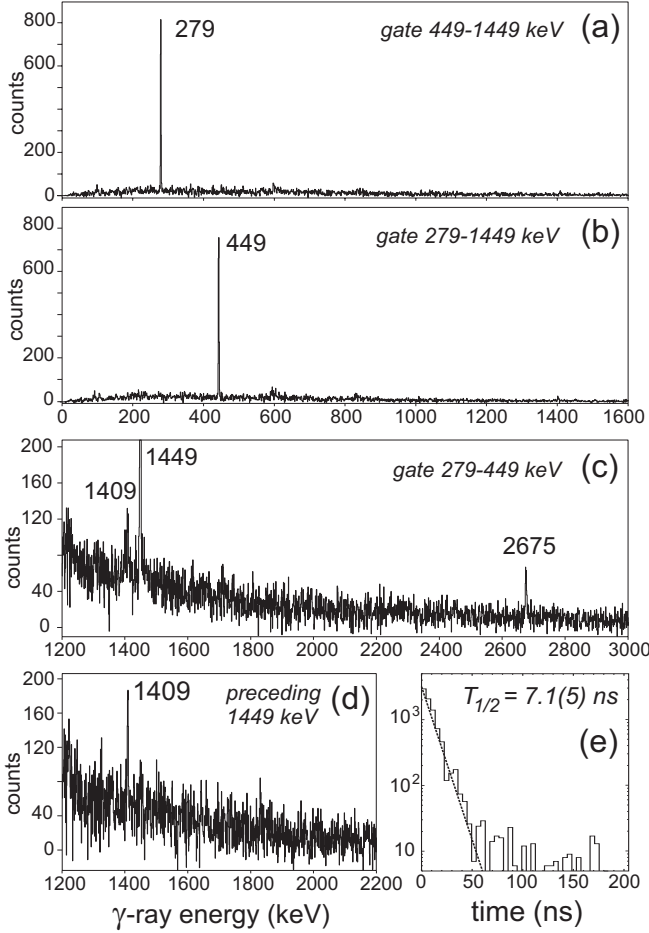 800
600
400
200
0
counts
279
gate 449-1449 keV
(a)
800
600
400
200
0
counts
449
gate 279-1449 keV
(b)
0 200 400 600 800 1000 1200 1400 1600
200
160
120
80
40
0
counts
1409
1449
gate 279-449 keV
(c)
2675
1200 1400 1600 1800 2000 2200 2400 2600 2800 3000
200
160
120
80
40
0
counts
1409
preceding
1449 keV
(d)
1200 1400 1600 1800 2000 2200
γ-ray energy (keV)
T1/2 = 7.1(5) ns
(e)
10³
10²
10
0 50 100 150 200
time (ns)